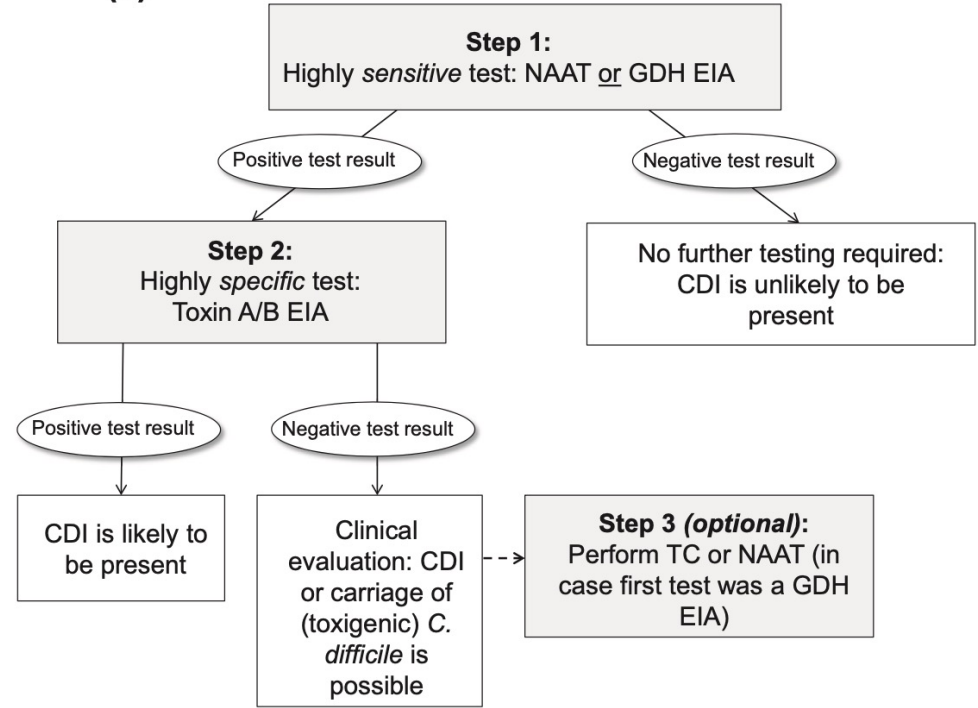 Step 1:
Highly sensitive test: NAAT or GDH EIA
Positive test result
Negative test result
Step 2:
Highly specific test:
Toxin A/B EIA
No further testing required:
CDI is unlikely to be
present
Positive test result
Negative test result
CDI is likely to
be present
Clinical
evaluation: CDI
or carriage of
(toxigenic) C.
difficile is
possible
Step 3 (optional):
Perform TC or NAAT (in
case first test was a GDH
EIA)